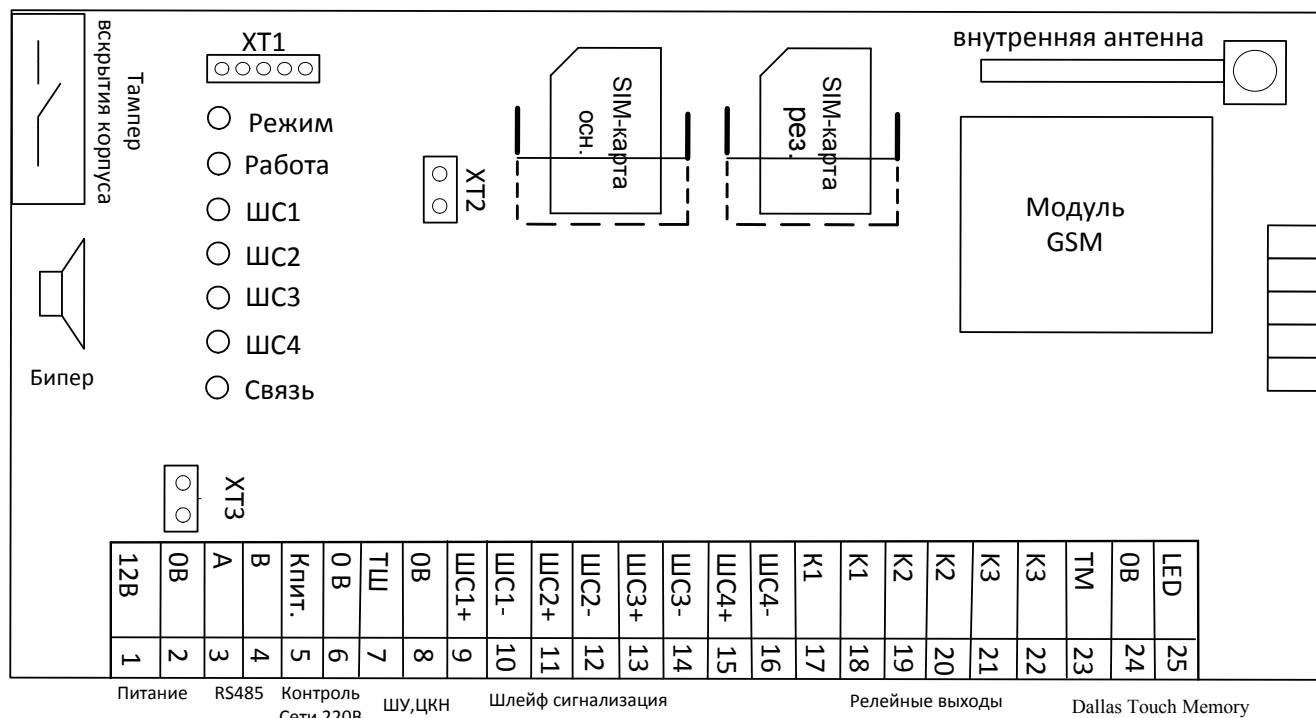 Тампер
вскрытия корпуса
XT1
Режим
Работа
ШС1
ШС2
ШС3
ШС4
Связь
Бипер
XT2
SIM-карта
осн.
SIM-карта
рез.
внутренняя антенна
Модуль
GSM
XT3
12В 0В А В Кпит. 0 В ТШ 0В ШС1+ ШС1- ШС2+ ШС2- ШС3+ ШС3- ШС4+ ШС4- К1 К1 К2 К2 К3 К3 ТМ 0В LED
1 2 3 4 5 6 7 8 9 10 11 12 13 14 15 16 17 18 19 20 21 22 23 24 25
Питание RS485 Контроль ШУ,ЦКН Шлейф сигнализация Релейные выходы Dallas Touch Memory
Сети 220В